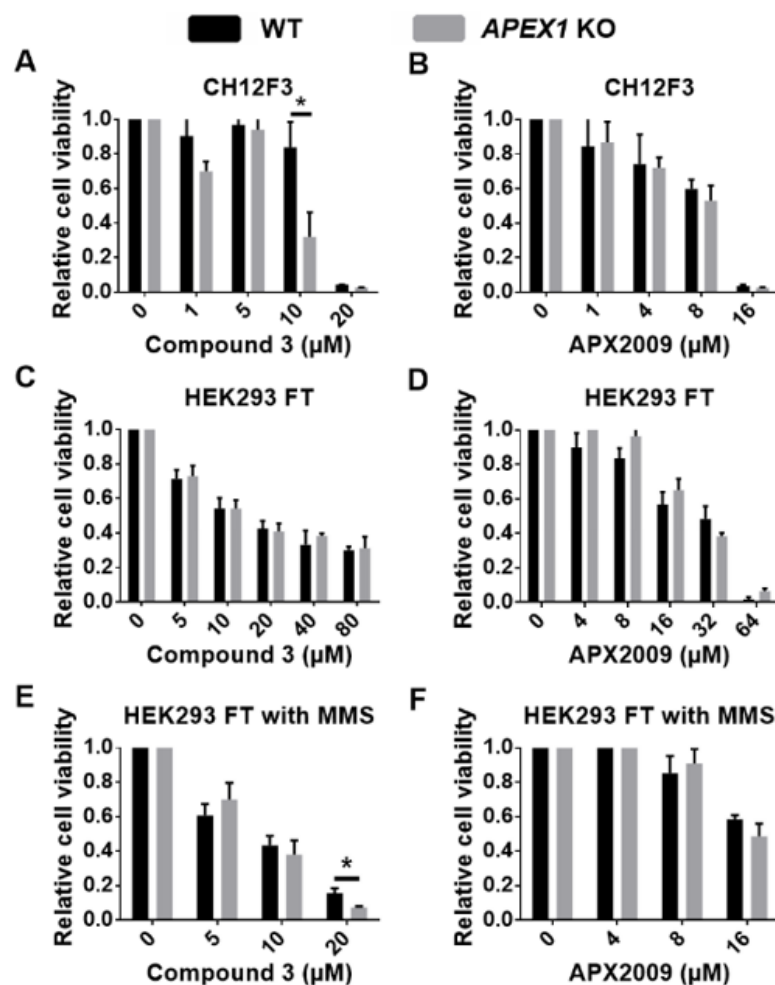 WT APEX1 KO
A
CH12F3
Relative cell viability
1.0
0.8
0.6
0.4
0.2
0.0
*
0 1 5 10 20
Compound 3 (μM)
B
CH12F3
Relative cell viability
1.0
0.8
0.6
0.4
0.2
0.0
0 1 4 8 16
APX2009 (μM)
C
HEK293 FT
Relative cell viability
1.0
0.8
0.6
0.4
0.2
0.0
0 5 10 20 40 80
Compound 3 (μM)
D
HEK293 FT
Relative cell viability
1.0
0.8
0.6
0.4
0.2
0.0
0 4 8 16 32 64
APX2009 (μM)
E
HEK293 FT with MMS
Relative cell viability
1.0
0.8
0.6
0.4
0.2
0.0
*
0 5 10 20
Compound 3 (μM)
F
HEK293 FT with MMS
Relative cell viability
1.0
0.8
0.6
0.4
0.2
0.0
0 4 8 16
APX2009 (μM)